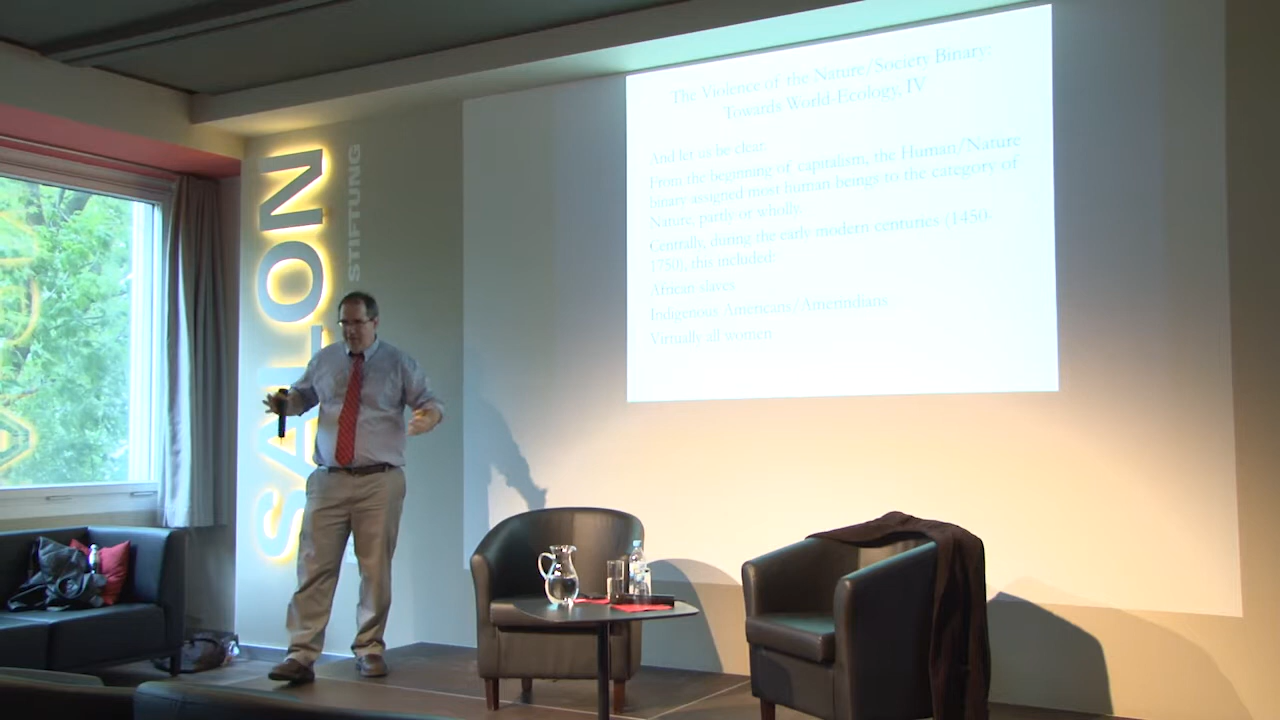 SALON
STIFTUNG
The Violence of the Nature/Society Binary:
Towards World-Ecology, IV
And let us be clear.
From the beginning of capitalism, the Human/Nature
binary assigned most human beings to the category of
Nature, partly or wholly.
Centrally, during the early modern centuries (1450-
1750), this included:
African slaves
Indigenous Americans/Amerindians
Virtually all women